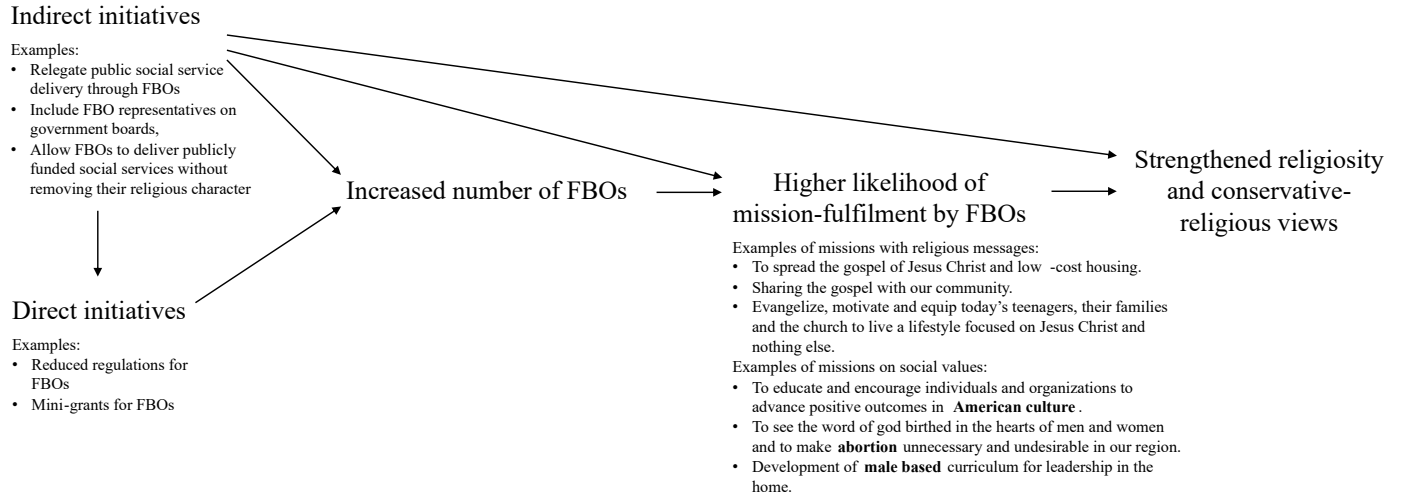 Indirect initiatives
Examples:
• Relegate public social service
delivery through FBOs
• Include FBO representatives on
government boards,
• Allow FBOs to deliver publicly
funded social services without
removing their religious character
Direct initiatives
Examples:
• Reduced regulations for
FBOs
• Mini-grants for FBOs
Increased number of FBOs
Higher likelihood of
mission-fulfilment by FBOs
Examples of missions with religious messages:
• To spread the gospel of Jesus Christ and low -cost housing.
• Sharing the gospel with our community.
• Evangelize, motivate and equip today’s teenagers, their families
and the church to live a lifestyle focused on Jesus Christ and
nothing else.
Examples of missions on social values:
• To educate and encourage individuals and organizations to
advance positive outcomes in American culture .
• To see the word of god birthed in the hearts of men and women
and to make abortion unnecessary and undesirable in our region.
• Development of male based curriculum for leadership in the
home.
Strengthened religiosity
and conservative-
religious views